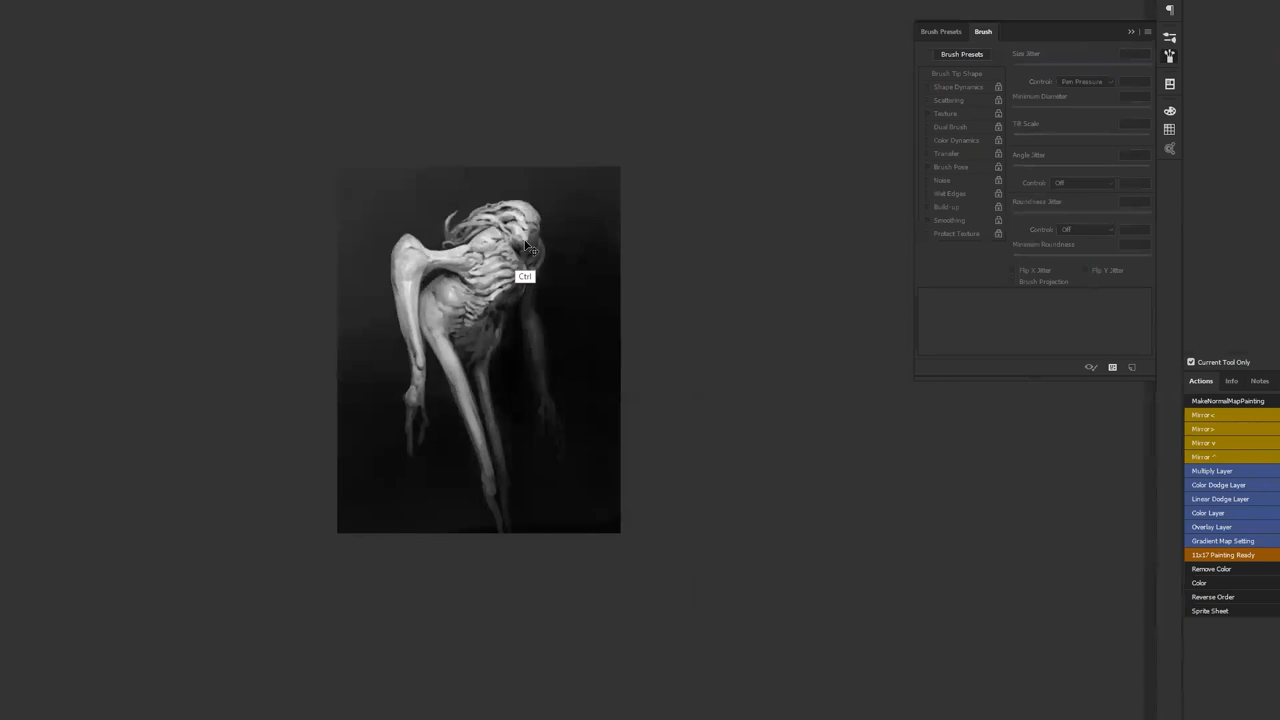 Brush Presets Brush
Brush Presets
Size Jitter
Brush Tip Shape
Control: Pen Pressure
Shape Dynamics
Minimum Diameter
Scattering
Texture
Tilt Scale
Dual Brush
Color Dynamics
Transfer
Angle Jitter
Brush Pose
Noise
Control: Off
Wet Edges
Roundness Jitter
Build-up
Smoothing
Control: Off
Protect Texture
Minimum Roundness
Flip X Jitter Flip Y Jitter
Brush Projection
Ctrl
Current Tool Only
Actions Info Notes
MakeNormalMapPainting
Mirror <
Mirror >
Mirror v
Mirror ^
Multiply Layer
Color Dodge Layer
Linear Dodge Layer
Color Layer
Overlay Layer
Gradient Map Setting
11x17 Painting Ready
Remove Color
Color
Reverse Order
Sprite Sheet